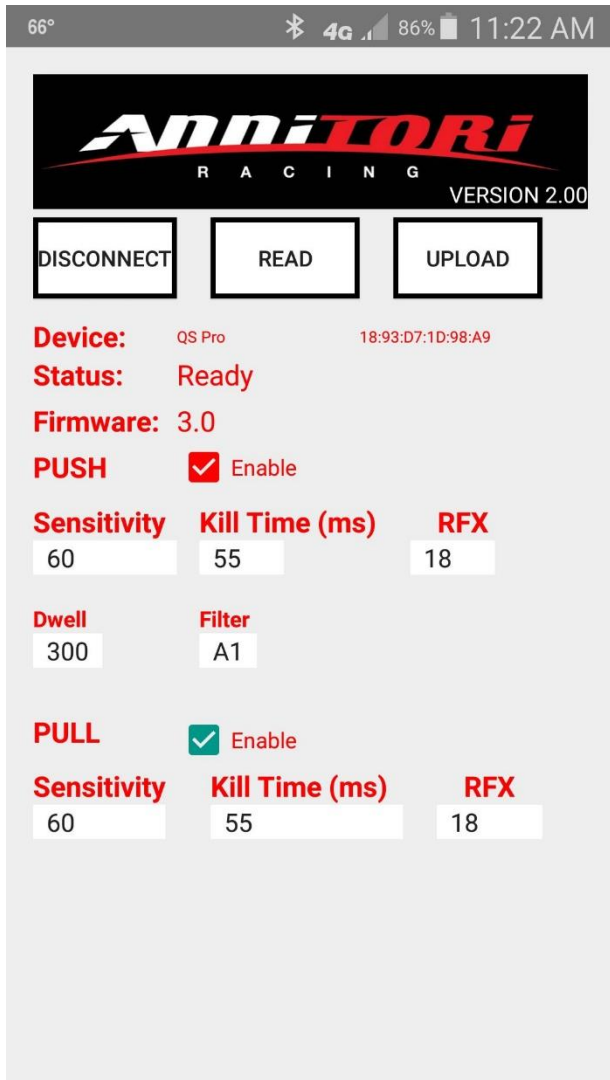 66° 4G 86% 11:22 AM
ANNiTORi
RACING
VERSION 2.00
DISCONNECT READ UPLOAD
Device: QS Pro 18:93:D7:1D:98:A9
Status: Ready
Firmware: 3.0
PUSH Enable
Sensitivity Kill Time (ms) RFX
60 55 18
Dwell Filter
300 A1
PULL Enable
Sensitivity Kill Time (ms) RFX
60 55 18